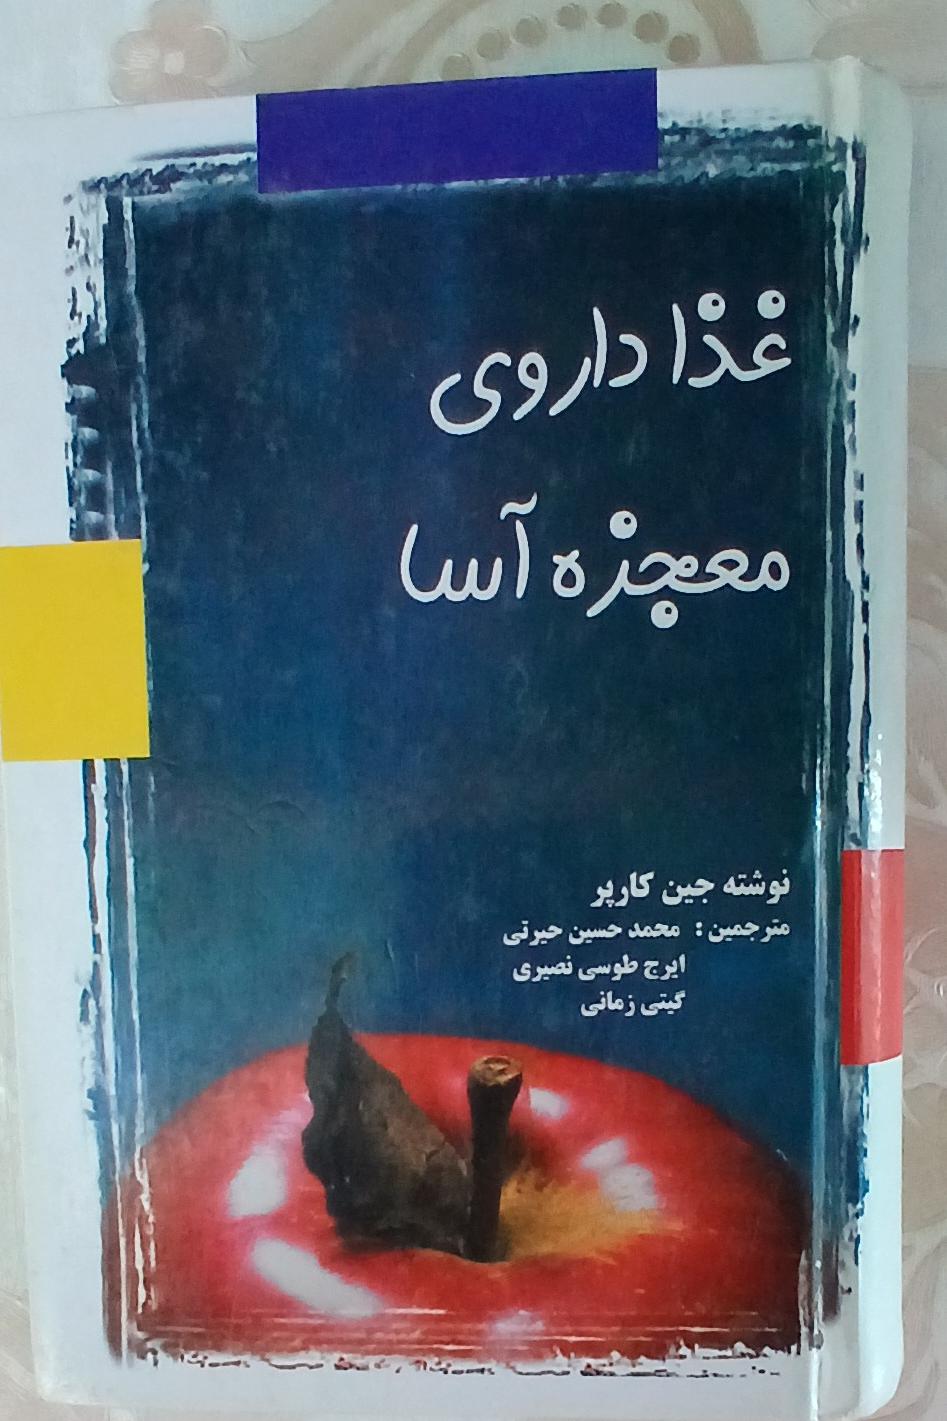 غذا داروی
معجزه آسا
نوشته جین کارپر
مترجمین : محمد حسین حیرتی
ایرج طوسی نصیری
گیتی زمانی